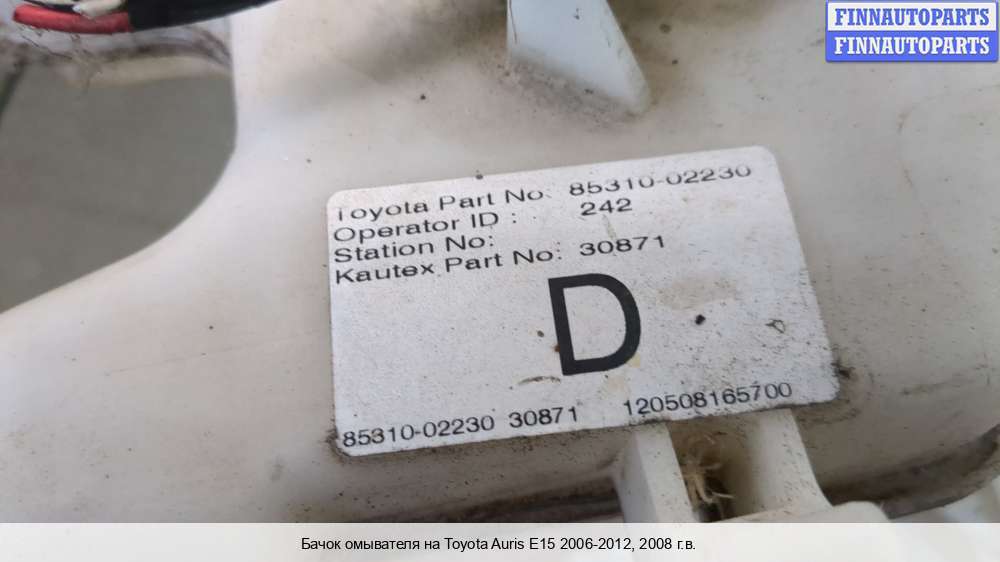 FINNAUTOPARTS
FINNAUTOPARTS
Toyota Part No: 85310-02230
Operator ID : 242
Station No:
Kautex Part No: 30871
D
85310-02230 30871 120508165700
Бачок омывателя на Toyota Auris E15 2006-2012, 2008 г.в.